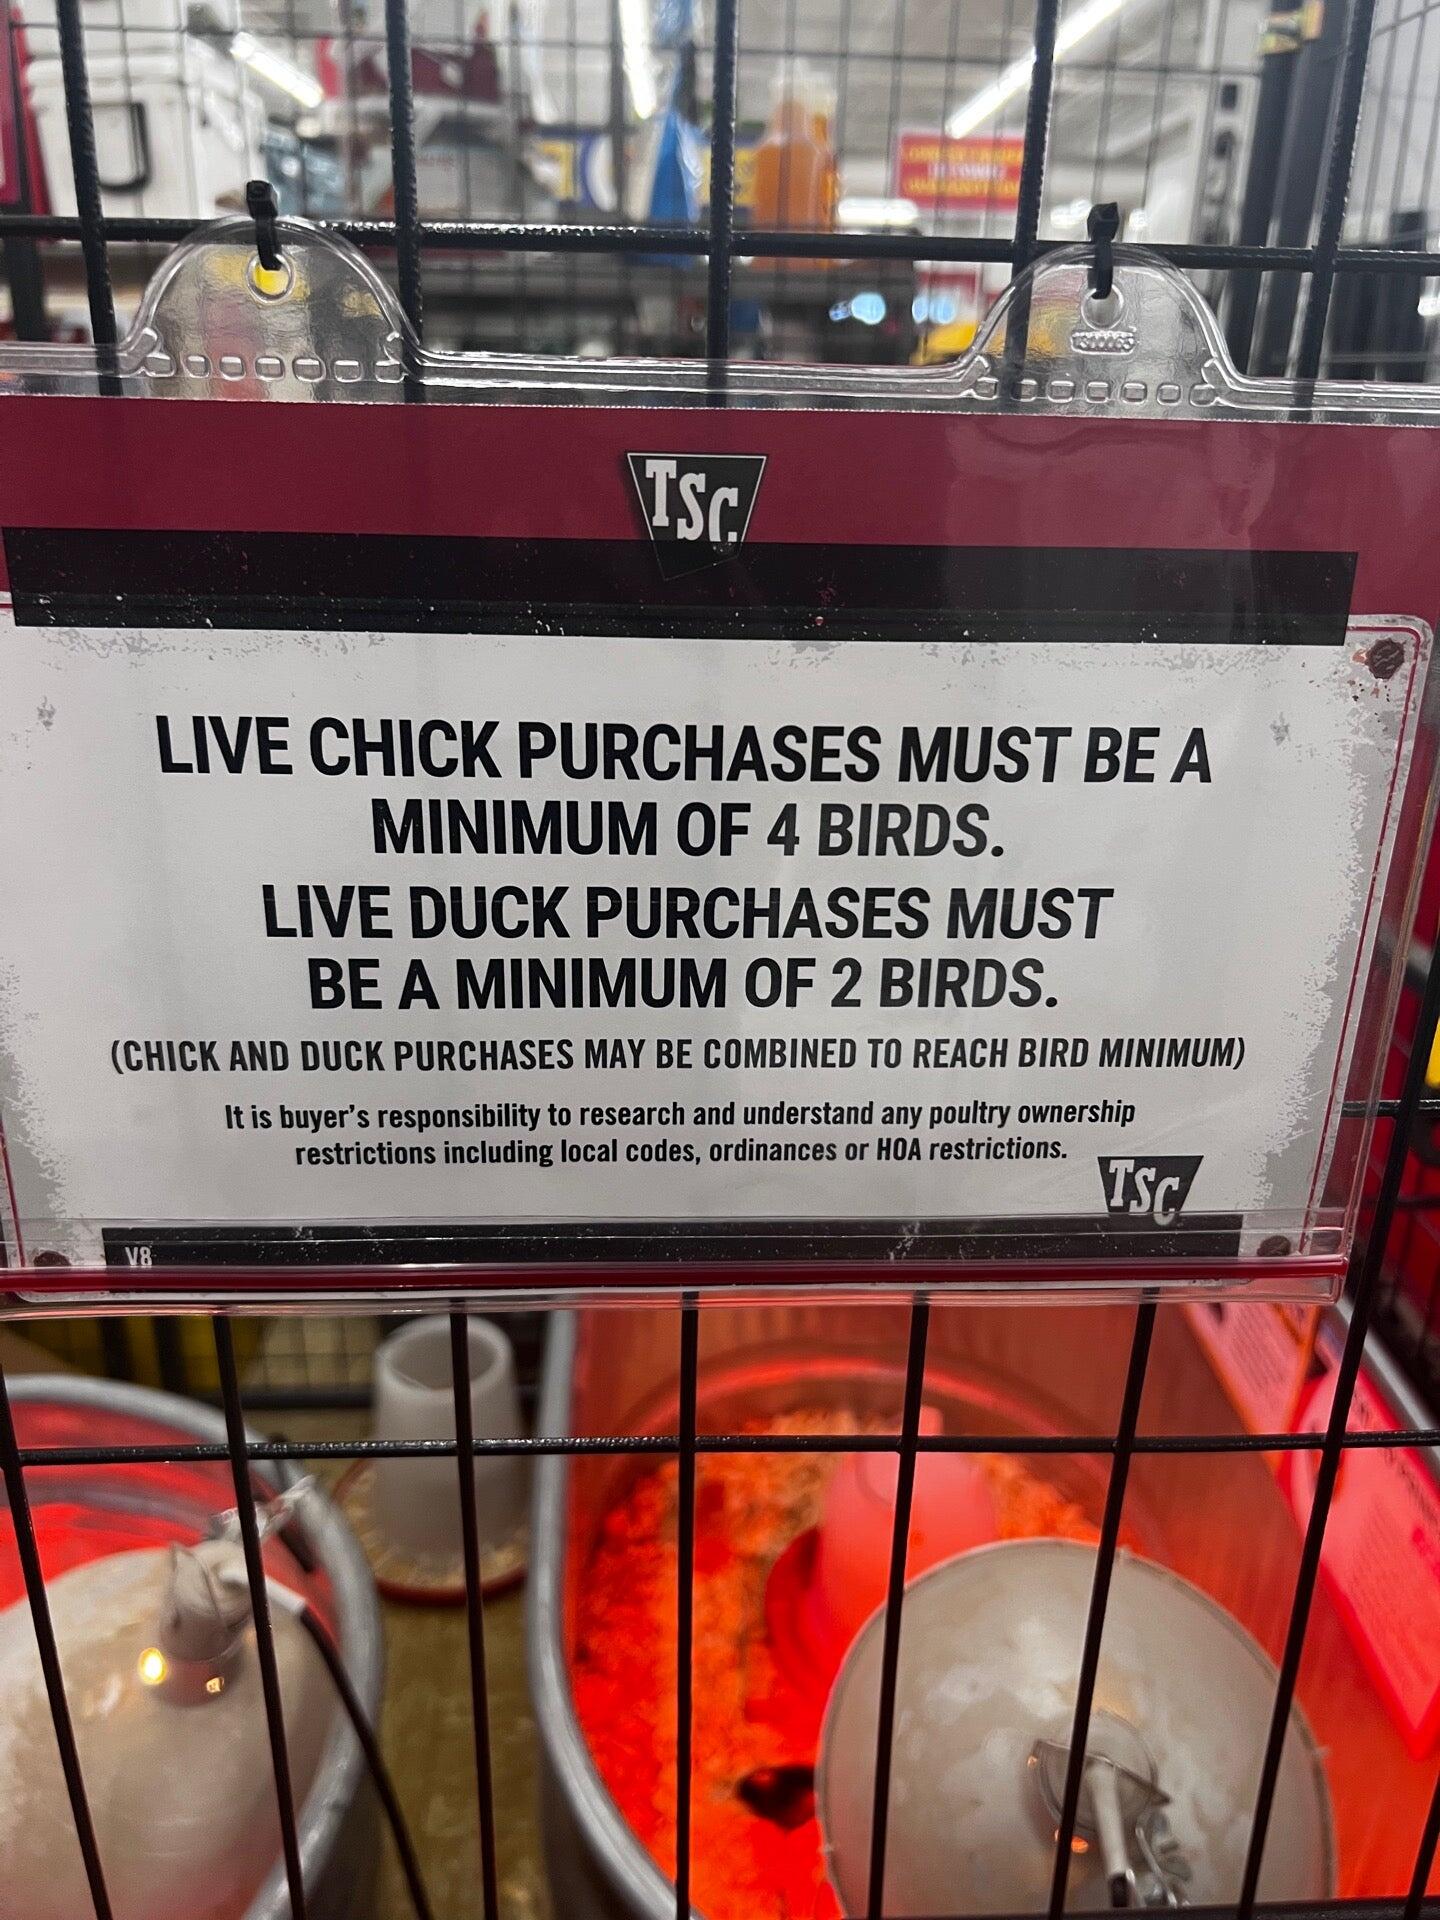 TSC
LIVE CHICK PURCHASES MUST BE A
MINIMUM OF 4 BIRDS.
LIVE DUCK PURCHASES MUST
BE A MINIMUM OF 2 BIRDS.
(CHICK AND DUCK PURCHASES MAY BE COMBINED TO REACH BIRD MINIMUM)
It is buyer's responsibility to research and understand any poultry ownership
restrictions including local codes, ordinances or HOA restrictions.
TSC
V8